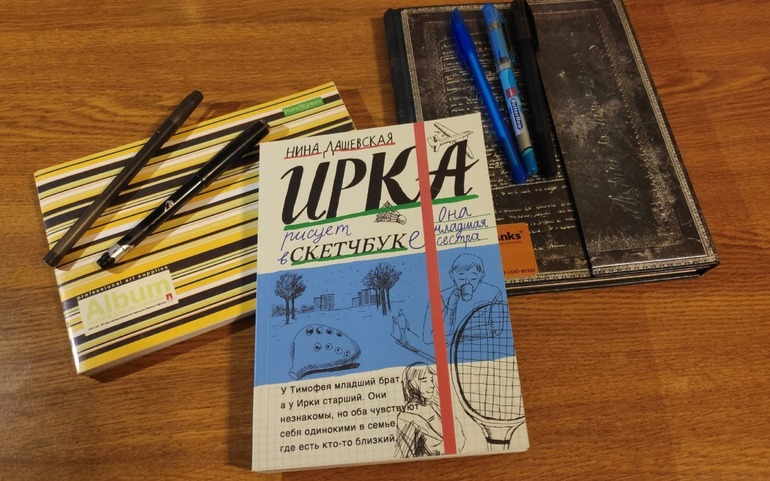 НИНА ДАШЕВСКАЯ
ИРКА
рисует
в СКЕТЧБУКе
она
младшая
сестра
У Тимофея младший брат,
а у Ирки старший. Они
незнакомы, но оба чувствуют
себя одинокими в семье,
где есть кто-то близкий.
professional art supplies
Album